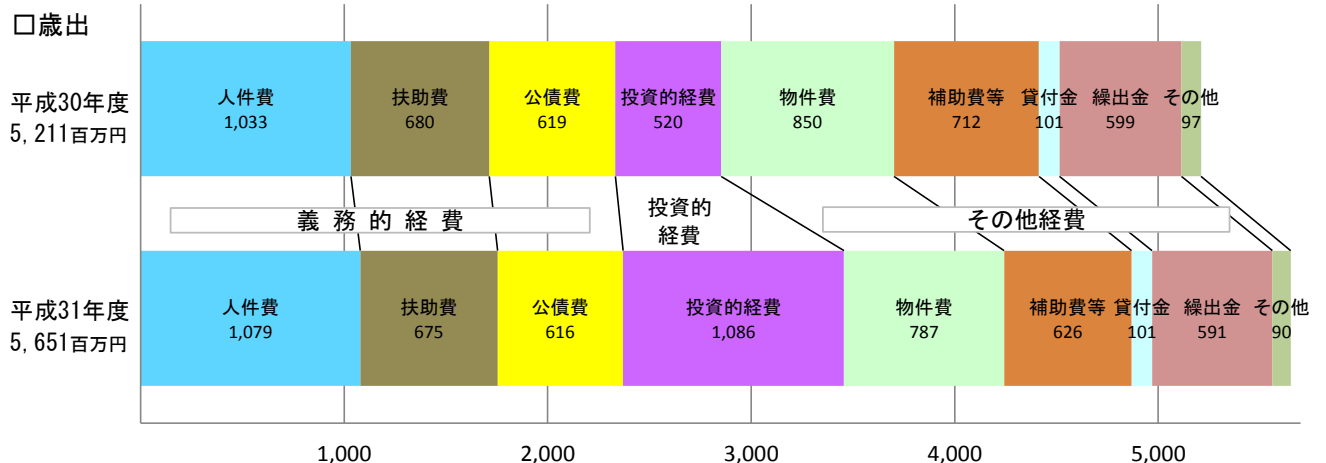 □歳出
平成30年度
5,211百万円
人件費
1,033
扶助費
680
公債費
619
投資的経費
520
物件費
850
補助費等
712
貸付金
101
繰出金
599
その他
97
義務的経費
投資的
経費
その他経費
平成31年度
5,651百万円
人件費
1,079
扶助費
675
公債費
616
投資的経費
1,086
物件費
787
補助費等
626
貸付金
101
繰出金
591
その他
90
1,000 2,000 3,000 4,000 5,000